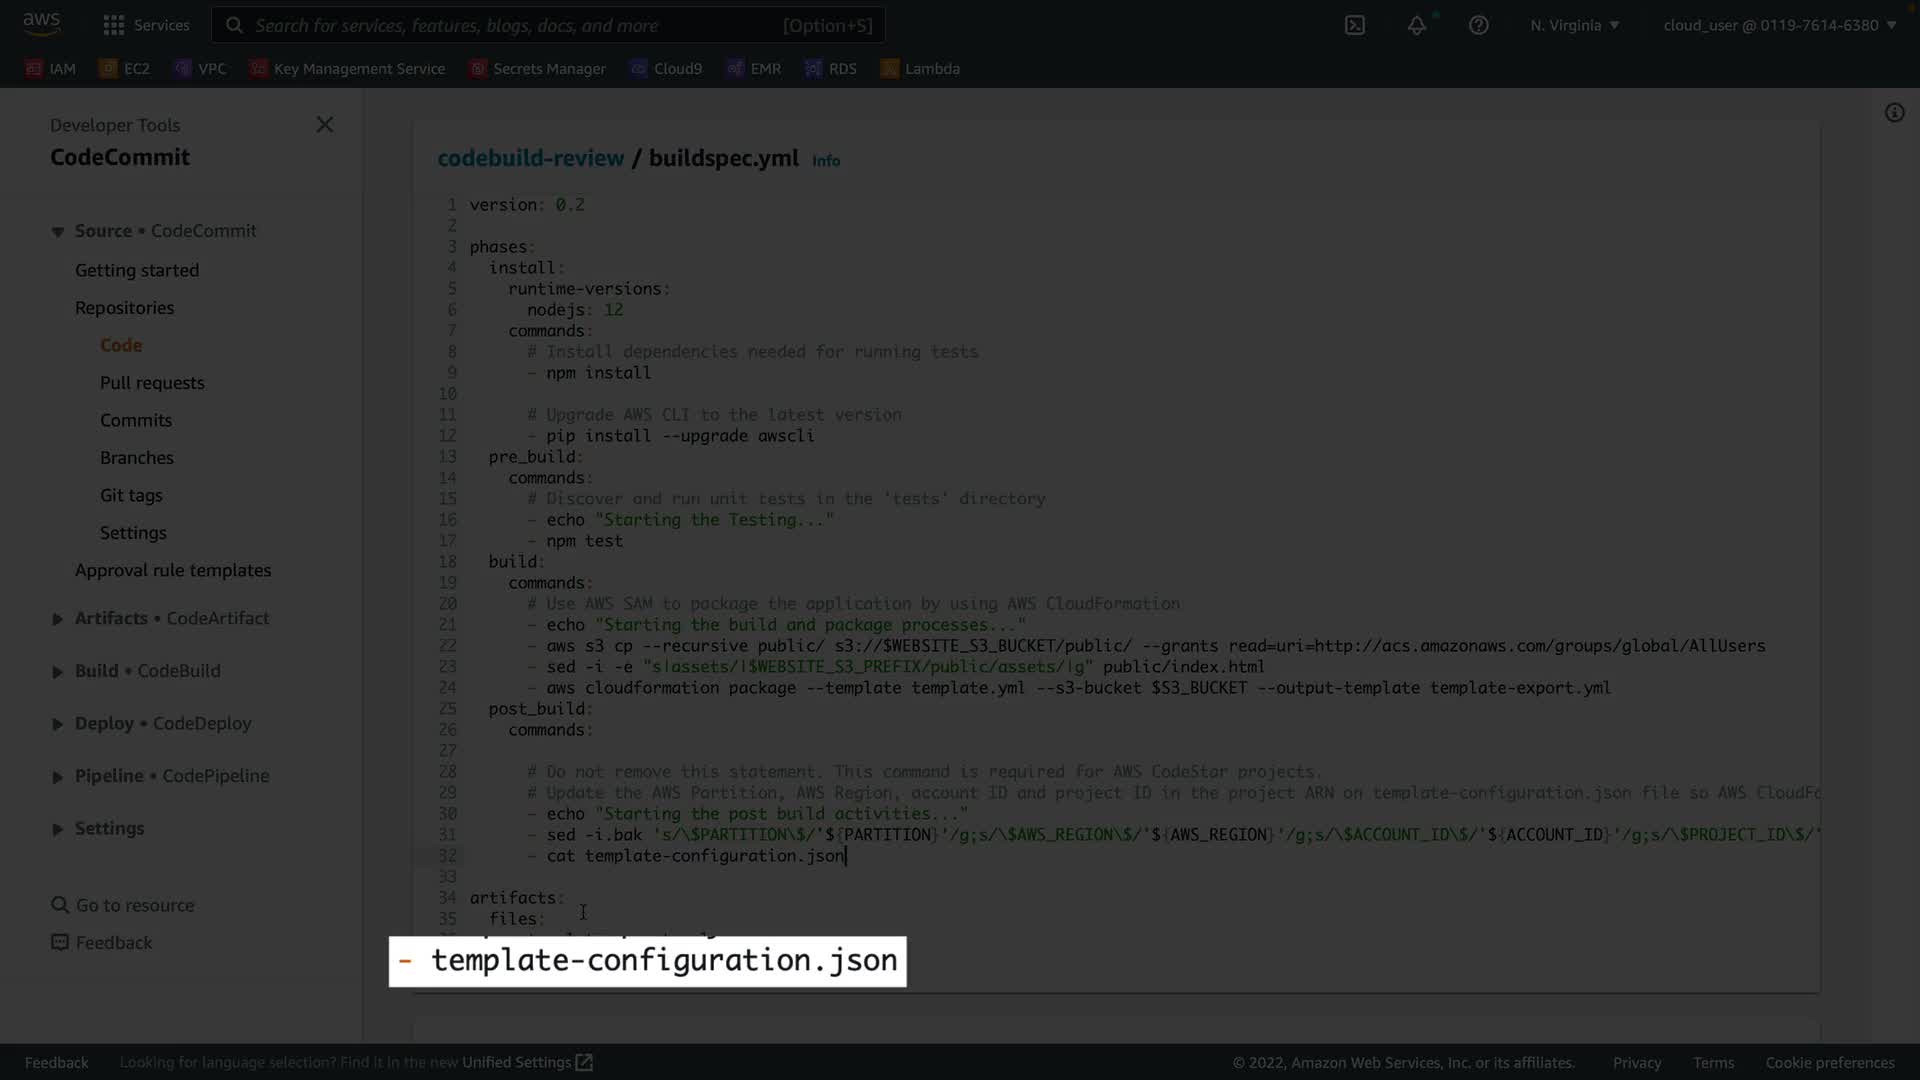 aws
Services
Search for services, features, blogs, docs, and more
[Option+S]
N. Virginia
cloud_user @ 0119-7614-6380
IAM
EC2
VPC
Key Management Service
Secrets Manager
Cloud9
EMR
RDS
Lambda
Developer Tools
CodeCommit
Source • CodeCommit
Getting started
Repositories
Code
Pull requests
Commits
Branches
Git tags
Settings
Approval rule templates
Artifacts • CodeArtifact
Build • CodeBuild
Deploy • CodeDeploy
Pipeline • CodePipeline
Settings
Go to resource
Feedback
codebuild-review / buildspec.yml Info
1 version: 0.2
2
3 phases:
4 install:
5 runtime-versions:
6 nodejs: 12
7 commands:
8 # Install dependencies needed for running tests
9 - npm install
10
11 # Upgrade AWS CLI to the latest version
12 - pip install --upgrade awscli
13 pre_build:
14 commands:
15 # Discover and run unit tests in the 'tests' directory
16 - echo "Starting the Testing..."
17 - npm test
18 build:
19 commands:
20 # Use AWS SAM to package the application by using AWS CloudFormation
21 - echo "Starting the build and package processes..."
22 - aws s3 cp --recursive public/ s3://$WEBSITE_S3_BUCKET/public/ --grants read=uri=http://acs.amazonaws.com/groups/global/AllUsers
23 - sed -i -e "s|assets/|$WEBSITE_S3_PREFIX/public/assets/|g" public/index.html
24 - aws cloudformation package --template template.yml --s3-bucket $S3_BUCKET --output-template template-export.yml
25 post_build:
26 commands:
27
28 # Do not remove this statement. This command is required for AWS CodeStar projects.
29 # Update the AWS Partition, AWS Region, account ID and project ID in the project ARN on template-configuration.json file so AWS CloudFo
30 - echo "Starting the post build activities..."
31 - sed -i.bak 's/\$PARTITION\$/'${PARTITION}'/g;s/\$AWS_REGION\$/'${AWS_REGION}'/g;s/\$ACCOUNT_ID\$/'${ACCOUNT_ID}'/g;s/\$PROJECT_ID\$/'
32 - cat template-configuration.json
33
34 artifacts:
35 files:
- template-configuration.json
Feedback
Looking for language selection? Find it in the new Unified Settings
© 2022, Amazon Web Services, Inc. or its affiliates.
Privacy
Terms
Cookie preferences